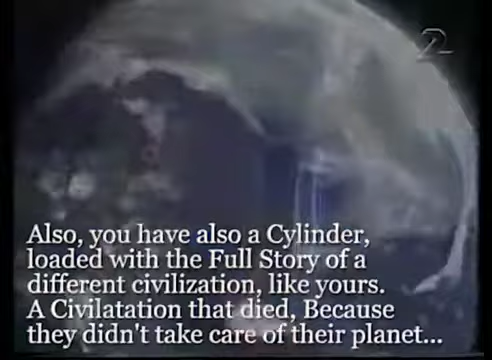 2
Also, you have also a Cylinder,
loaded with the Full Story of a
different civilization, like yours.
A Civilatation that died, Because
they didn't take care of their planet...